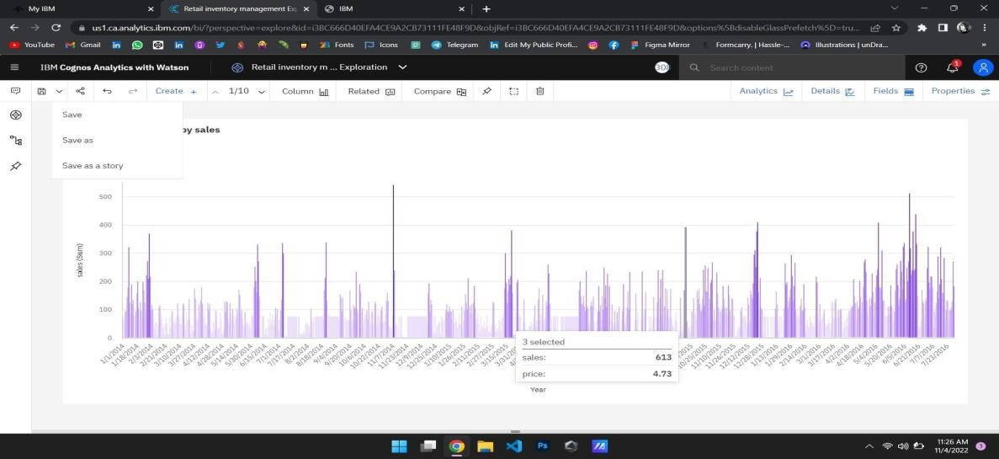 My IBM
Retail inventory management Ex
IBM
us1.ca.analytics.ibm.com/bi/?perspective=explore&id=i3BC666D40EFA4CE9A2CB73111FE48F9D&objRef=i3BC666D40EFA4CE9A2CB73111FE48F9D&options%5BdisableGlassPrefetch%5D=tru...
YouTube Gmail Fonts Icons Telegram Edit My Public Profi... Figma Mirror Formcarry. | Hassle-... Illustrations | unDra...
IBM Cognos Analytics with Watson
Retail inventory m ... Exploration
Search content
1
Create + 1/10 Column Related Compare Analytics Details Fields Properties
Save
Save as
Save as a story
by sales
500
400
300
200
100
0
sales (Sum)
1/1/2014 1/18/2014 2/3/2014 2/21/2014 3/10/2014 3/27/2014 4/12/2014 4/28/2014 5/14/2014 5/30/2014 6/15/2014 7/1/2014 7/17/2014 8/2/2014 8/18/2014 9/4/2014 9/20/2014 10/6/2014 10/22/2014 11/7/2014 11/23/2014 12/9/2014 12/25/2014 1/10/2015 1/26/2015 2/11/2015 2/27/2015 3/15/2015 3/31/20 10/25/2015 11/10/2015 11/26/2015 12/12/2015 12/28/2015 1/13/2016 1/29/2016 2/14/2016 3/1/2016 3/17/2016 4/2/2016 4/18/2016 5/4/2016 5/20/2016 6/5/2016 6/21/2016 7/7/2016 7/23/2016
3 selected
sales: 613
price: 4.73
Year
Ps
11:26 AM
11/4/2022
1